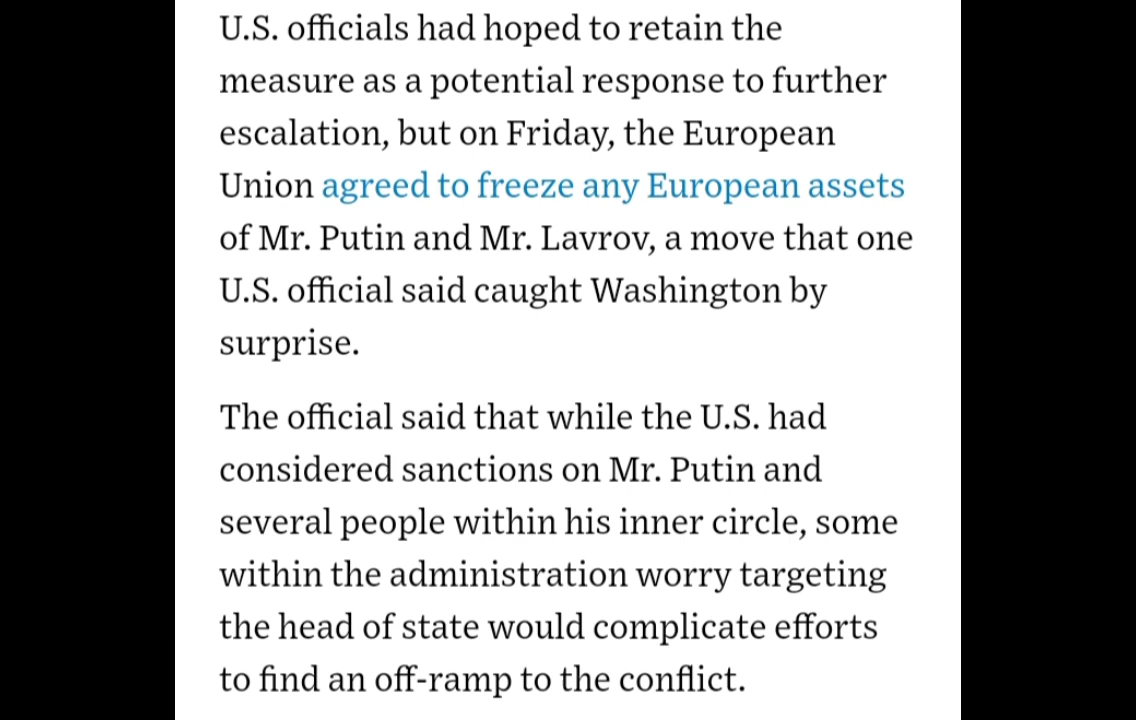 U.S. officials had hoped to retain the
measure as a potential response to further
escalation, but on Friday, the European
Union agreed to freeze any European assets
of Mr. Putin and Mr. Lavrov, a move that one
U.S. official said caught Washington by
surprise.
The official said that while the U.S. had
considered sanctions on Mr. Putin and
several people within his inner circle, some
within the administration worry targeting
the head of state would complicate efforts
to find an off-ramp to the conflict.